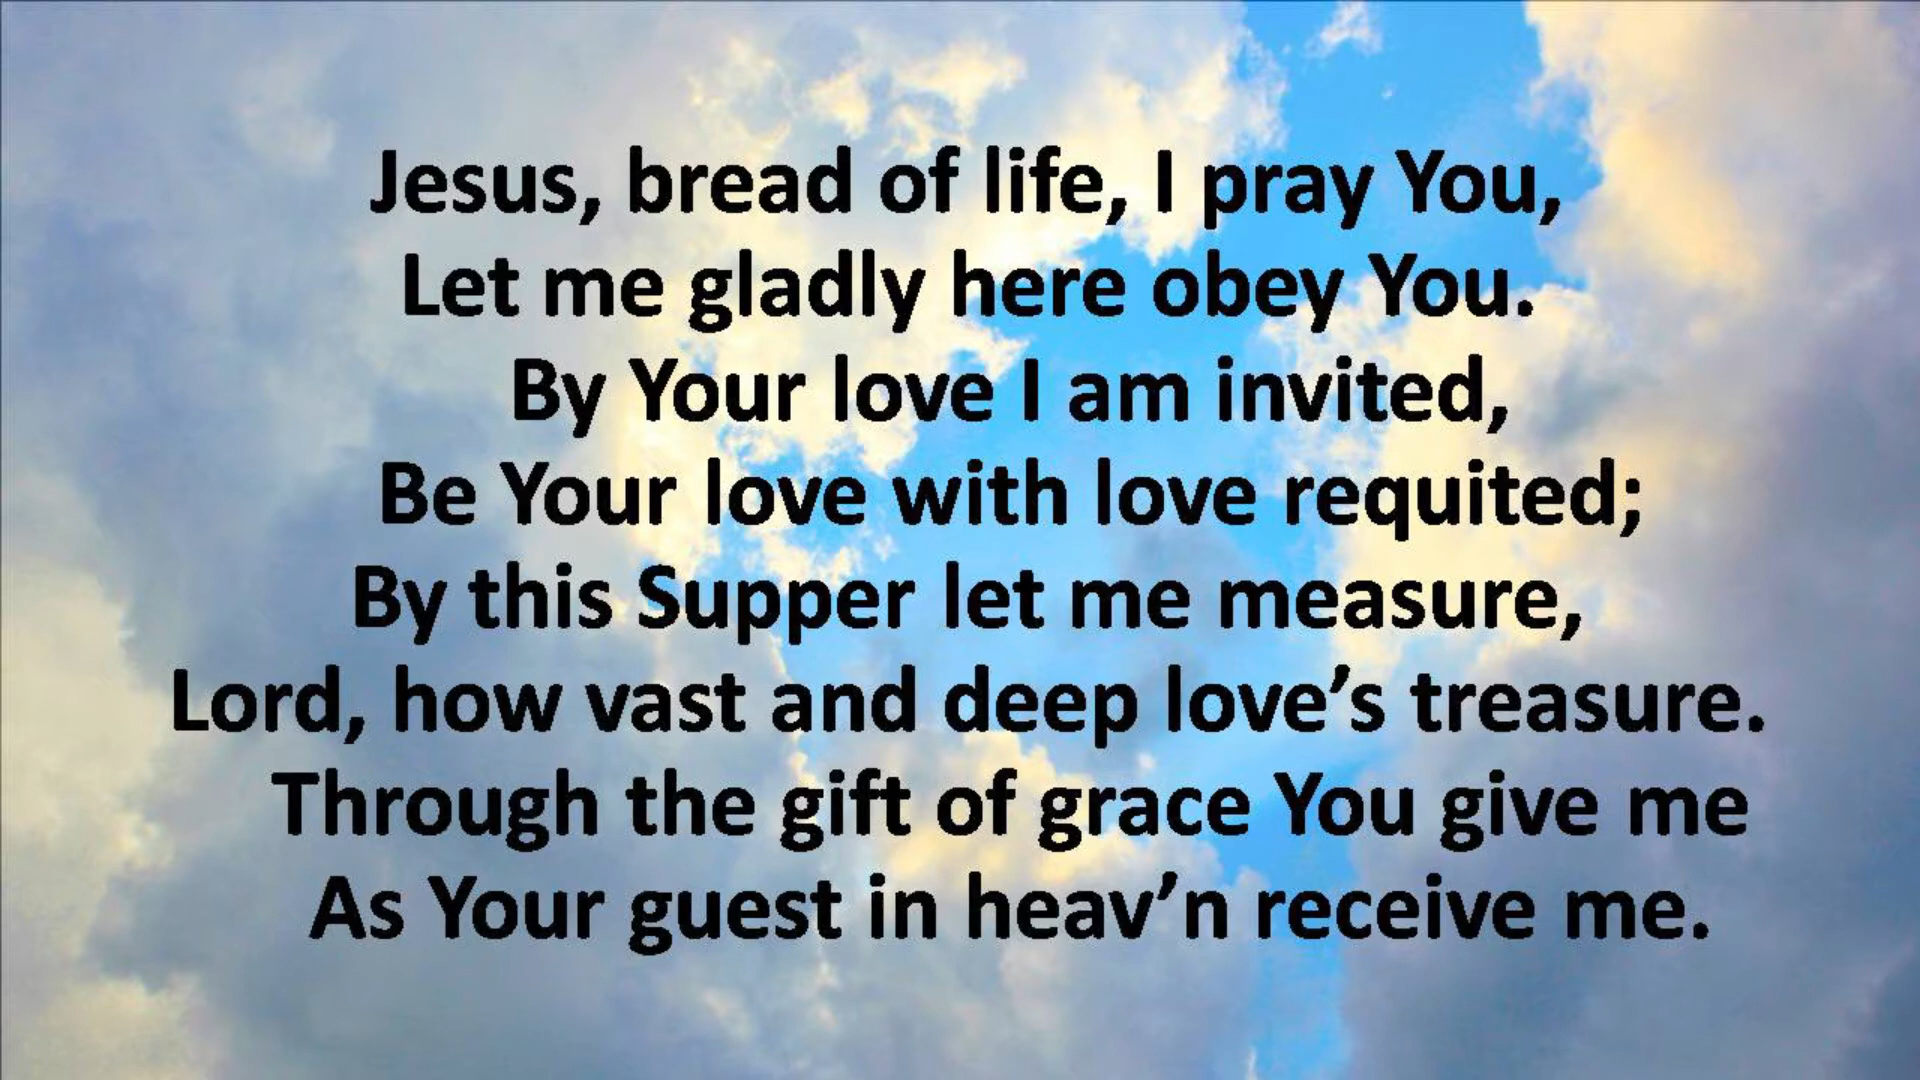 Jesus, bread of life, I pray You,
Let me gladly here obey You.
By Your love I am invited,
Be Your love with love requited;
By this Supper let me measure,
Lord, how vast and deep love’s treasure.
Through the gift of grace You give me
As Your guest in heav’n receive me.